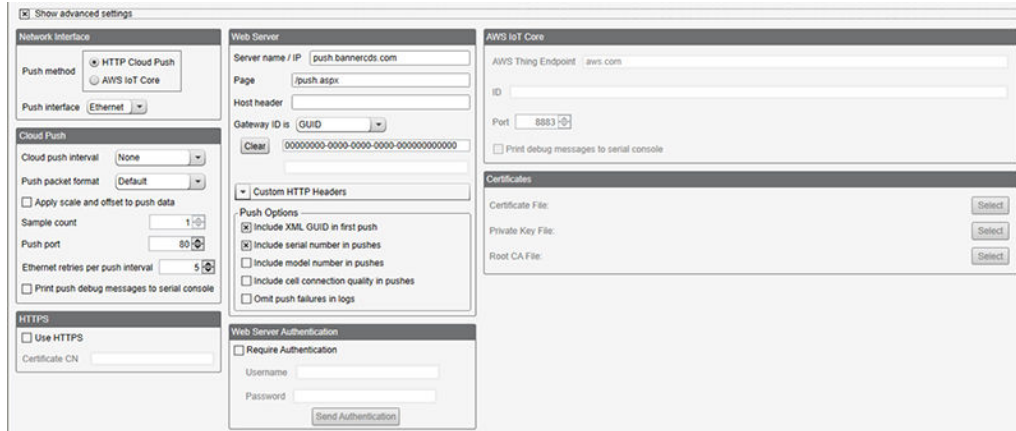 Show advanced settings
Network Interface
Push method
HTTP Cloud Push
AWS IoT Core
Push interface Ethernet
Cloud Push
Cloud push interval None
Push packet format Default
Apply scale and offset to push data
Sample count 1
Push port 80
Ethernet retries per push interval 5
Print push debug messages to serial console
HTTPS
Use HTTPS
Certificate CN
Web Server
Server name / IP push.bannercds.com
Page /push.aspx
Host header
Gateway ID is GUID
Clear 00000000-0000-0000-0000-000000000000
Custom HTTP Headers
Push Options
Include XML GUID in first push
Include serial number in pushes
Include model number in pushes
Include cell connection quality in pushes
Omit push failures in logs
Web Server Authentication
Require Authentication
Username
Password
Send Authentication
AWS IoT Core
AWS Thing Endpoint aws.com
ID
Port 8883
Print debug messages to serial console
Certificates
Certificate File: Select
Private Key File: Select
Root CA File: Select